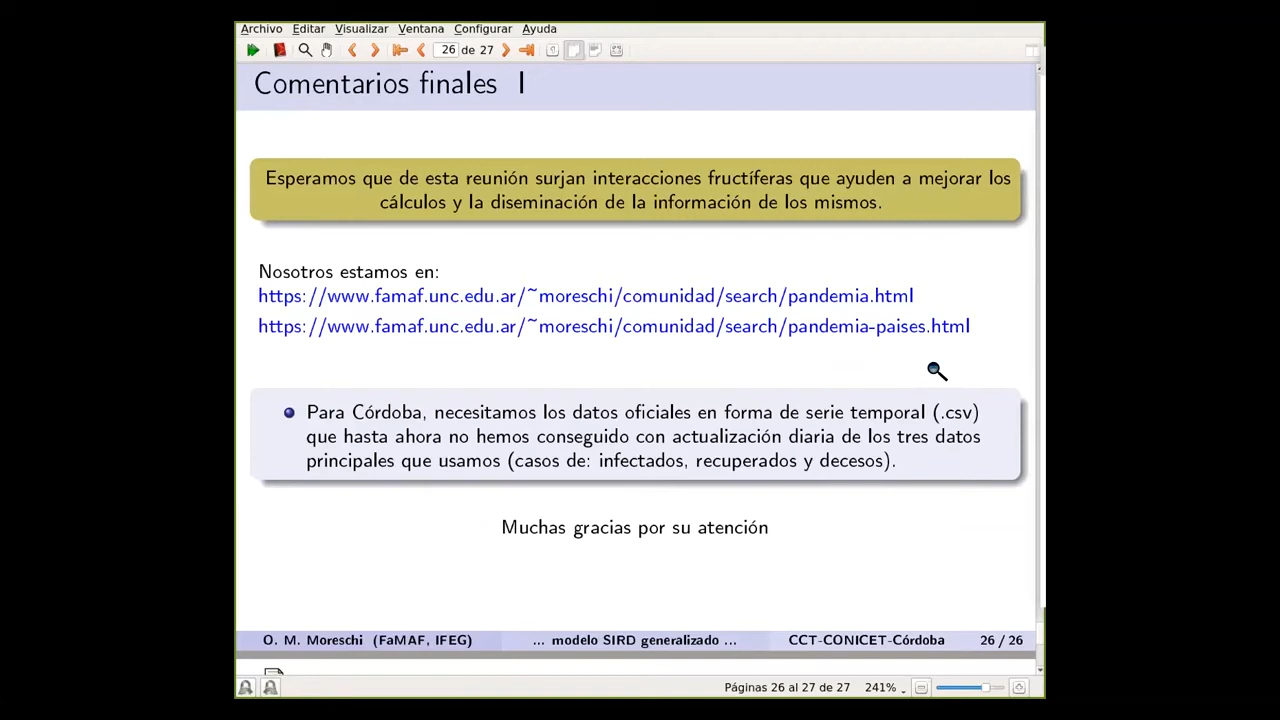 Archivo Editar Visualizar Ventana Configurar Ayuda
26 de 27
Comentarios finales I
Esperamos que de esta reunión surjan interacciones fructíferas que ayuden a mejorar los
cálculos y la diseminación de la información de los mismos.
Nosotros estamos en:
https://www.famaf.unc.edu.ar/~moreschi/comunidad/search/pandemia.html
https://www.famaf.unc.edu.ar/~moreschi/comunidad/search/pandemia-paises.html
Para Córdoba, necesitamos los datos oficiales en forma de serie temporal (.csv)
que hasta ahora no hemos conseguido con actualización diaria de los tres datos
principales que usamos (casos de: infectados, recuperados y decesos).
Muchas gracias por su atención
O. M. Moreschi (FaMAF, IFEG) ... modelo SIRD generalizado ... CCT-CONICET-Córdoba 26 / 26
Páginas 26 al 27 de 27 241%